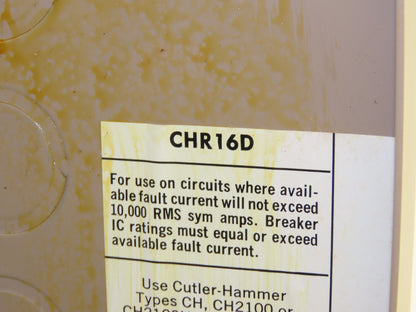 CHR16D
For use on circuits where avail-
able fault current will not exceed
10,000 RMS sym amps. Breaker
IC ratings must equal or exceed
available fault current.
Use Cutler-Hammer
Types CH, CH2100 or